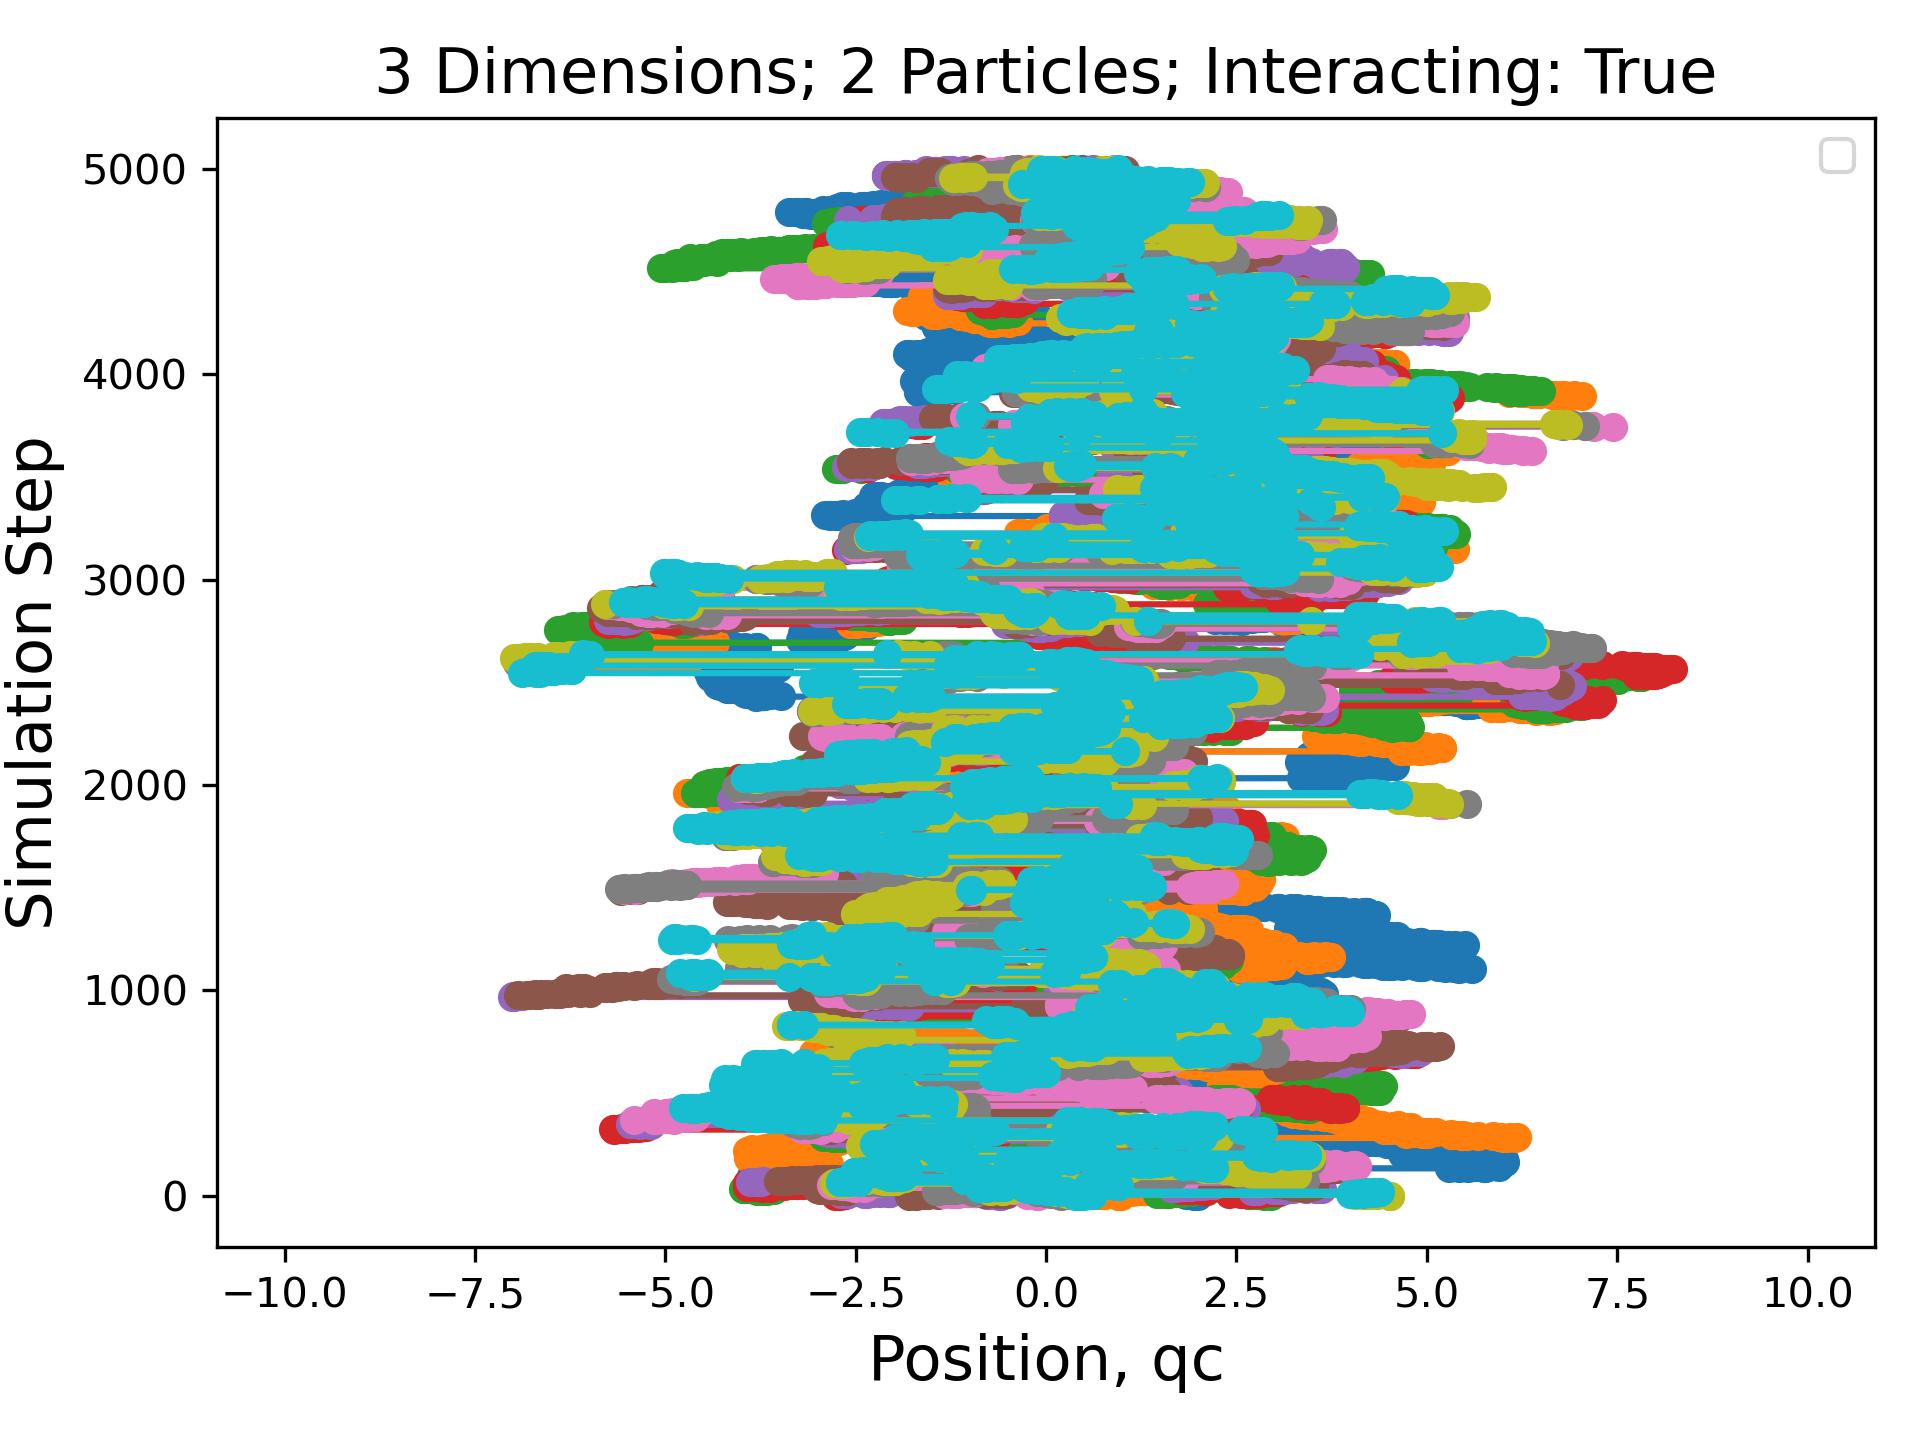 3 Dimensions; 2 Particles; Interacting: True
Simulation Step
5000
4000
3000
2000
1000
0
−10.0 −7.5 −5.0 −2.5 0.0 2.5 5.0 7.5 10.0
Position, qc